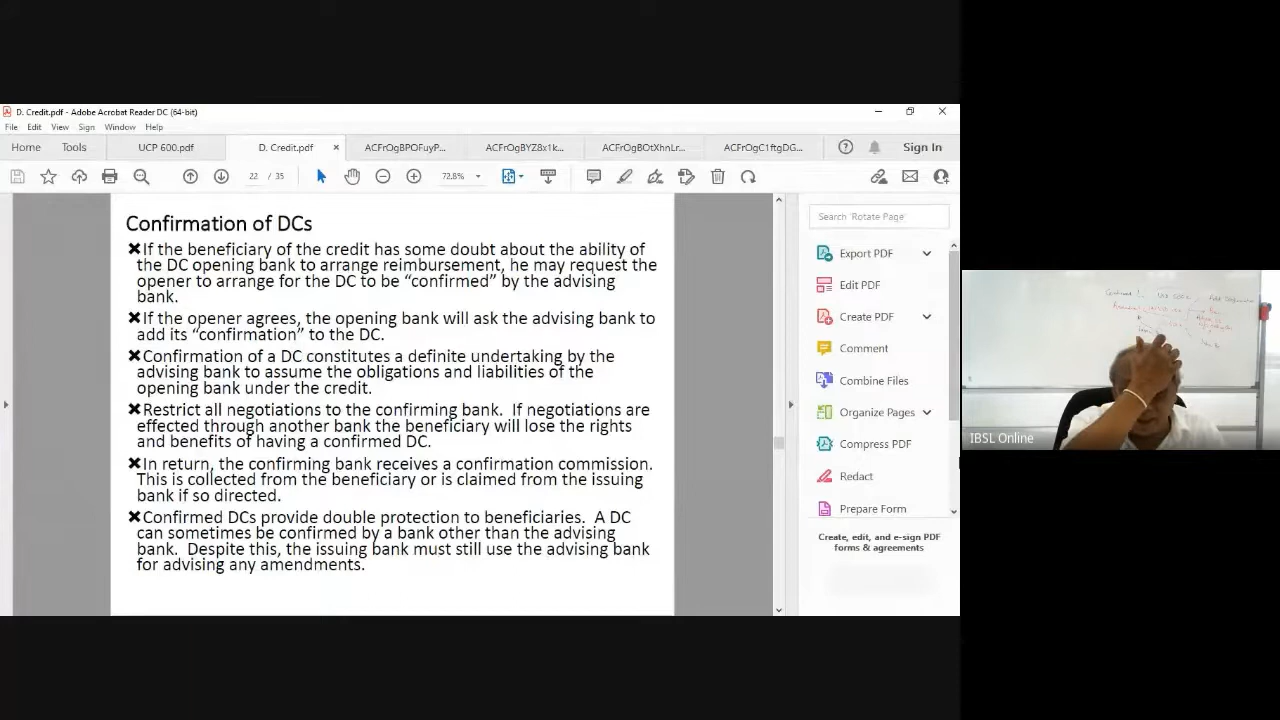 D. Credit.pdf - Adobe Acrobat Reader DC (64-bit)
File Edit View Sign Window Help
Home Tools UCP 600.pdf D. Credit.pdf × ACFrOgBPOFuyP... ACFrOgBYZ8x1k... ACFrOgBOtXhnLr... ACFrOgC1ftgDG... Sign In
22 / 35 72.8%
Confirmation of DCs
✖If the beneficiary of the credit has some doubt about the ability of
the DC opening bank to arrange reimbursement, he may request the
opener to arrange for the DC to be “confirmed” by the advising
bank.
✖If the opener agrees, the opening bank will ask the advising bank to
add its “confirmation” to the DC.
✖Confirmation of a DC constitutes a definite undertaking by the
advising bank to assume the obligations and liabilities of the
opening bank under the credit.
✖Restrict all negotiations to the confirming bank. If negotiations are
effected through another bank the beneficiary will lose the rights
and benefits of having a confirmed DC.
✖In return, the confirming bank receives a confirmation commission.
This is collected from the beneficiary or is claimed from the issuing
bank if so directed.
✖Confirmed DCs provide double protection to beneficiaries. A DC
can sometimes be confirmed by a bank other than the advising
bank. Despite this, the issuing bank must still use the advising bank
for advising any amendments.
Search 'Rotate Page'
Export PDF
Edit PDF
Create PDF
Comment
Combine Files
Organize Pages
Compress PDF
Redact
Prepare Form
Create, edit, and e-sign PDF
forms & agreements
IBSL Online